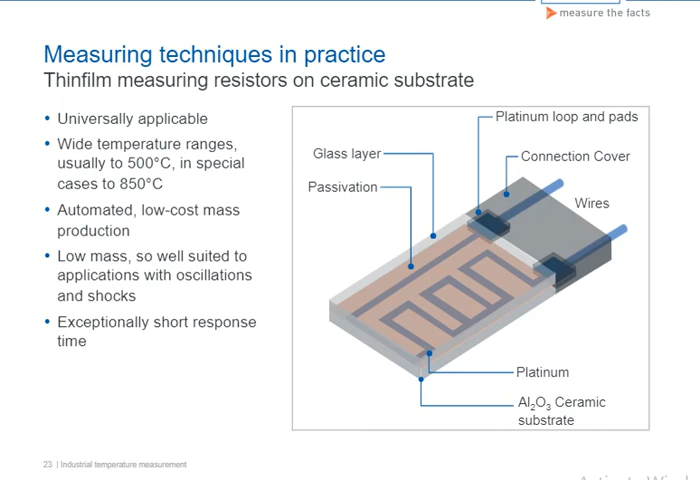 measure the facts
Measuring techniques in practice
Thinfilm measuring resistors on ceramic substrate
• Universally applicable
• Wide temperature ranges,
usually to 500°C, in special
cases to 850°C
• Automated, low-cost mass
production
• Low mass, so well suited to
applications with oscillations
and shocks
• Exceptionally short response
time
Platinum loop and pads
Glass layer
Connection Cover
Passivation
Wires
Platinum
Al₂O₃ Ceramic
substrate
23 | Industrial temperature measurement